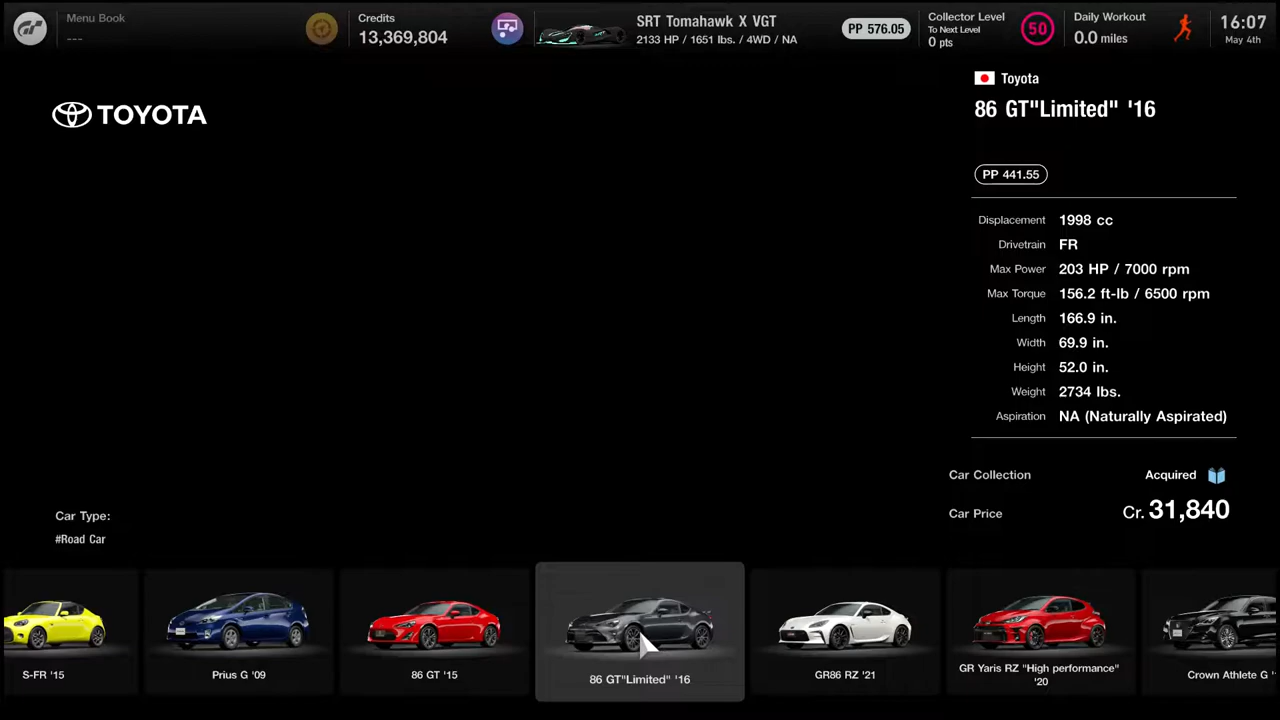 Menu Book
---
Credits
13,369,804
SRT Tomahawk X VGT
2133 HP / 1651 lbs. / 4WD / NA
PP 576.05
Collector Level
To Next Level
0 pts
50
Daily Workout
0.0 miles
16:07
May 4th
TOYOTA
Toyota
86 GT"Limited" '16
PP 441.55
Displacement 1998 cc
Drivetrain FR
Max Power 203 HP / 7000 rpm
Max Torque 156.2 ft-lb / 6500 rpm
Length 166.9 in.
Width 69.9 in.
Height 52.0 in.
Weight 2734 lbs.
Aspiration NA (Naturally Aspirated)
Car Collection Acquired
Car Price Cr. 31,840
Car Type:
#Road Car
S-FR '15
Prius G '09
86 GT '15
86 GT"Limited" '16
GR86 RZ '21
GR Yaris RZ "High performance"
'20
Crown Athlete G '